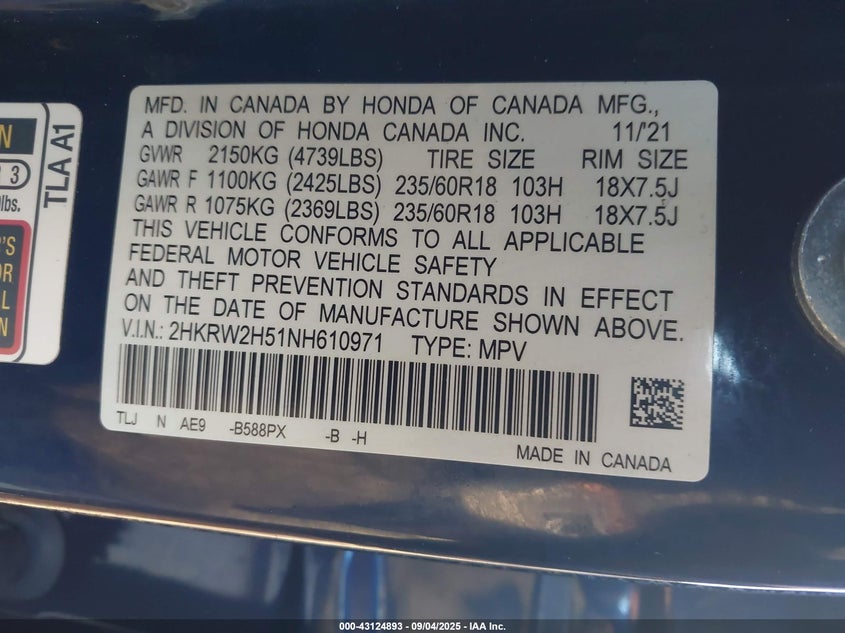 MFD. IN CANADA BY HONDA OF CANADA MFG.,
A DIVISION OF HONDA CANADA INC. 11/'21
GVWR 2150KG (4739LBS) TIRE SIZE RIM SIZE
GAWR F 1100KG (2425LBS) 235/60R18 103H 18X7.5J
GAWR R 1075KG (2369LBS) 235/60R18 103H 18X7.5J
THIS VEHICLE CONFORMS TO ALL APPLICABLE
FEDERAL MOTOR VEHICLE SAFETY
AND THEFT PREVENTION STANDARDS IN EFFECT
ON THE DATE OF MANUFACTURE SHOWN ABOVE.
V.I.N.: 2HKRW2H51NH610971 TYPE: MPV
TLJ N AE9 -B588PX -B -H
MADE IN CANADA
TLA A1
3
lbs.
000-43124893 - 09/04/2025 - IAA Inc.